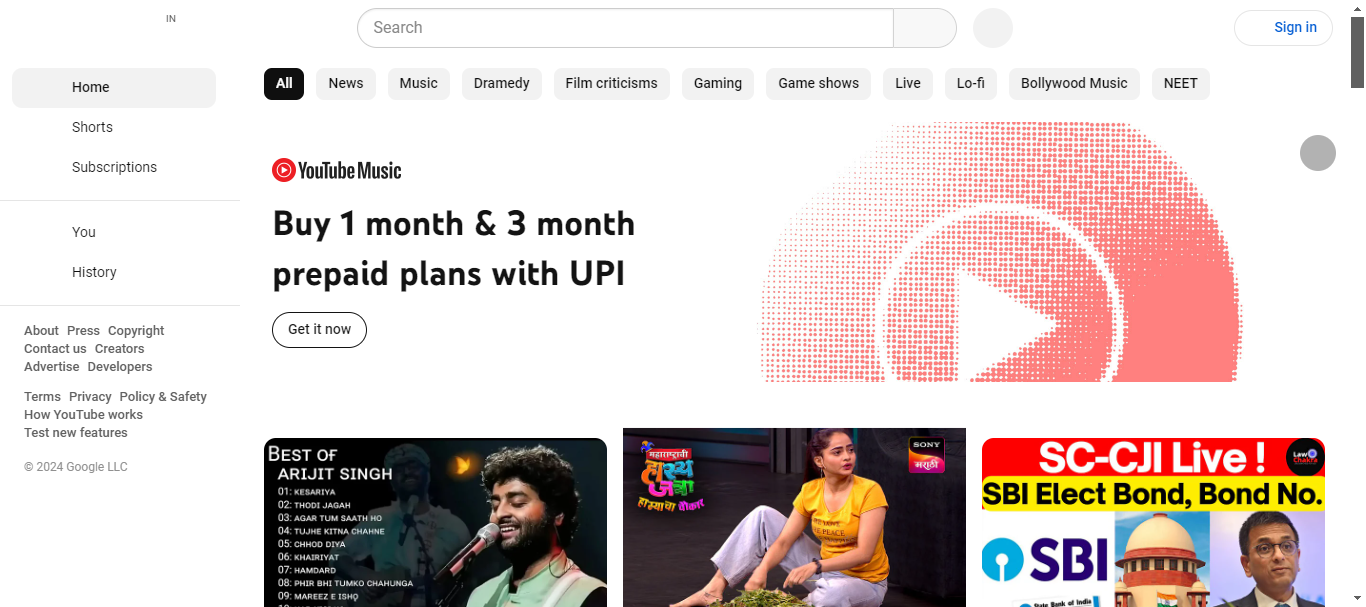 IN
Search
Sign in
Home
Shorts
Subscriptions
You
History
About Press Copyright
Contact us Creators
Advertise Developers
Terms Privacy Policy & Safety
How YouTube works
Test new features
© 2024 Google LLC
All News Music Dramedy Film criticisms Gaming Game shows Live Lo-fi Bollywood Music NEET
YouTube Music
Buy 1 month & 3 month
prepaid plans with UPI
Get it now
BEST OF
ARIJIT SINGH
01: KESARIYA
02: THODI JAGAH
03: AGAR TUM SAATH HO
04: TUJHE KITNA CHAHNE
05: CHHOD DIYA
06: KHAIRIYAT
07: HAMDARD
08: PHIR BHI TUMKO CHAHUNGA
09: MAREEZ E ISHQ
महाराष्ट्राची
हास्य
जत्रा
हास्याचा चौकार
SONY
मराठी
SC-CJI Live !
Law
Chakra
SBI Elect Bond, Bond No.
SBI
State Bank of India